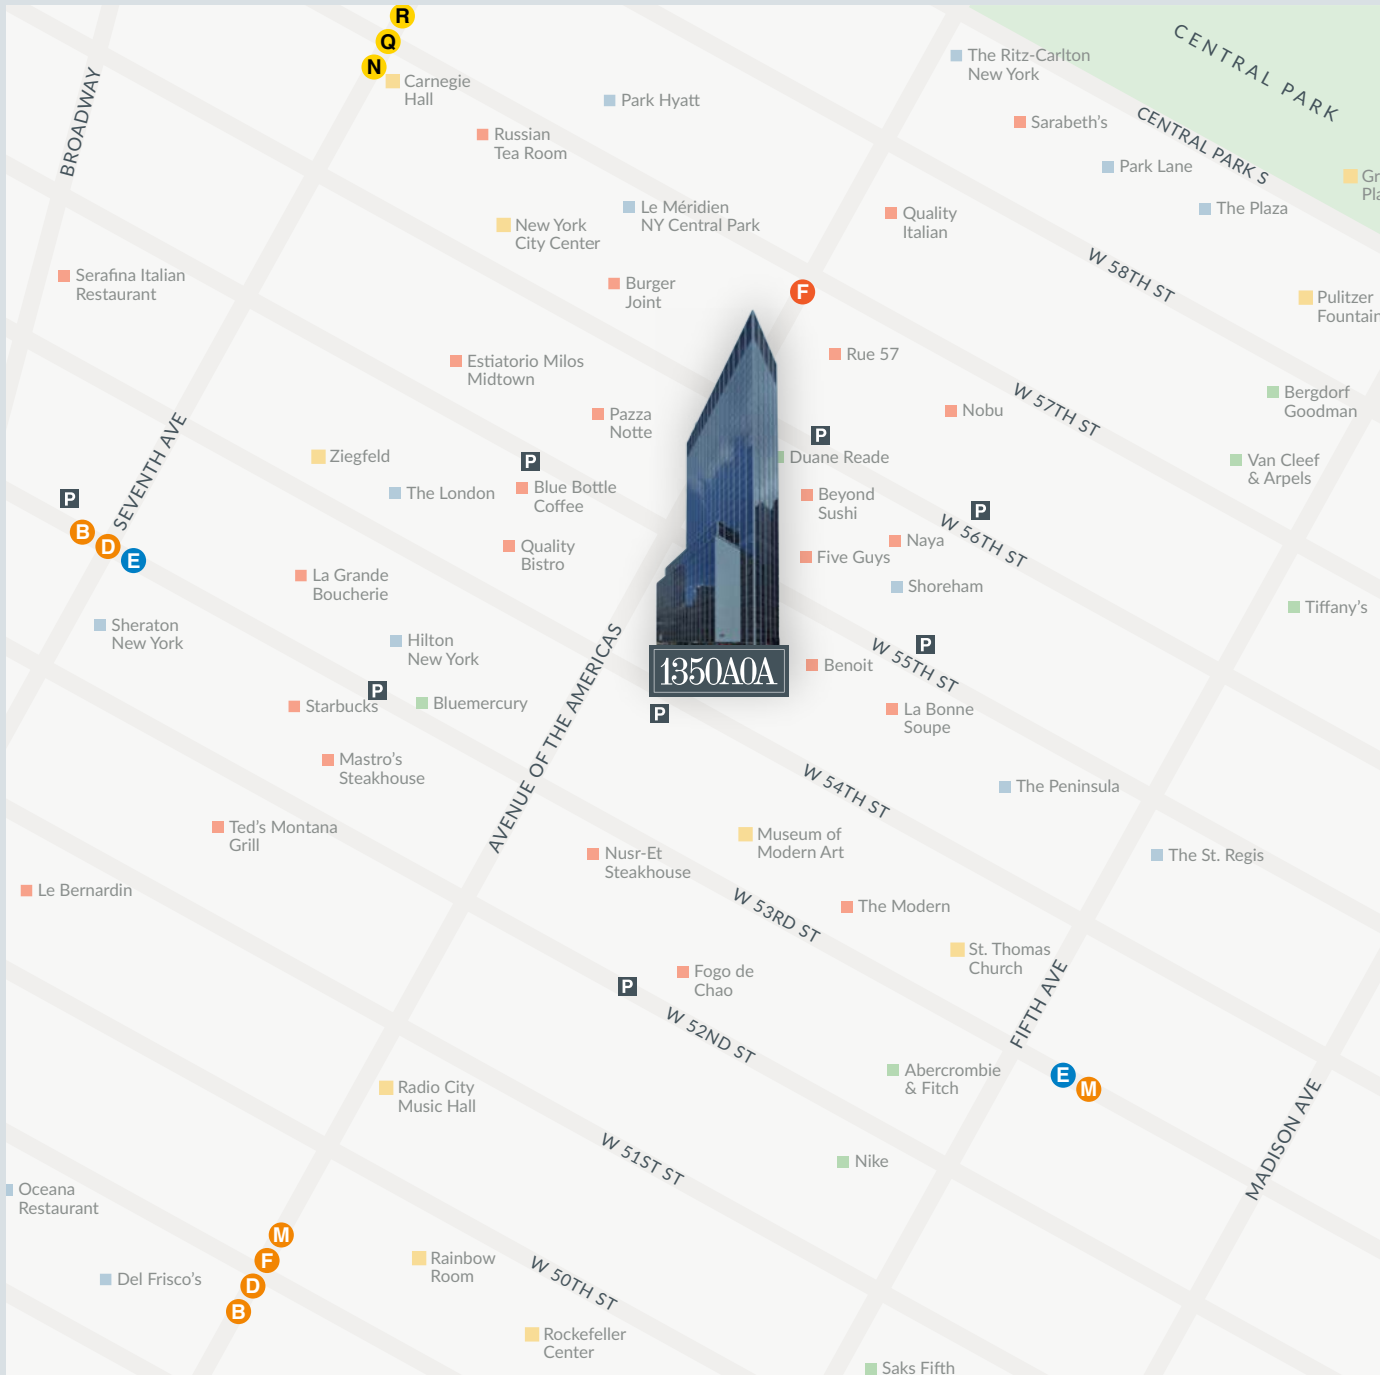 R
Q
N
Carnegie
Hall
BROADWAY
Park Hyatt
Russian
Tea Room
The Ritz-Carlton
New York
CENTRAL PARK
Sarabeth's
CENTRAL PARK S
Park Lane
Gr
Pla
The Plaza
Le Méridien
NY Central Park
New York
City Center
Quality
Italian
W 58TH ST
Serafina Italian
Restaurant
Burger
Joint
F
Pulitzer
Fountain
Rue 57
Estiatorio Milos
Midtown
Bergdorf
Goodman
W 57TH ST
Nobu
Pazza
Notte
P
Duane Reade
Ziegfeld
P
Van Cleef
& Arpels
The London
Blue Bottle
Coffee
Beyond
Sushi
P
W 56TH ST
SEVENTH AVE
P
B
D
E
Quality
Bistro
Naya
Five Guys
La Grande
Boucherie
Shoreham
Tiffany's
Sheraton
New York
Hilton
New York
P
W 55TH ST
1350AOA
Benoit
P
Starbucks
Bluemercury
P
La Bonne
Soupe
AVENUE OF THE AMERICAS
Mastro's
Steakhouse
W 54TH ST
The Peninsula
Ted's Montana
Grill
Museum of
Modern Art
Nusr-Et
Steakhouse
The St. Regis
Le Bernardin
W 53RD ST
The Modern
St. Thomas
Church
Fogo de
Chao
P
FIFTH AVE
W 52ND ST
Abercrombie
& Fitch
E
M
Radio City
Music Hall
MADISON AVE
W 51ST ST
Nike
Oceana
Restaurant
M
F
D
B
Del Frisco's
Rainbow
Room
W 50TH ST
Rockefeller
Center
Saks Fifth